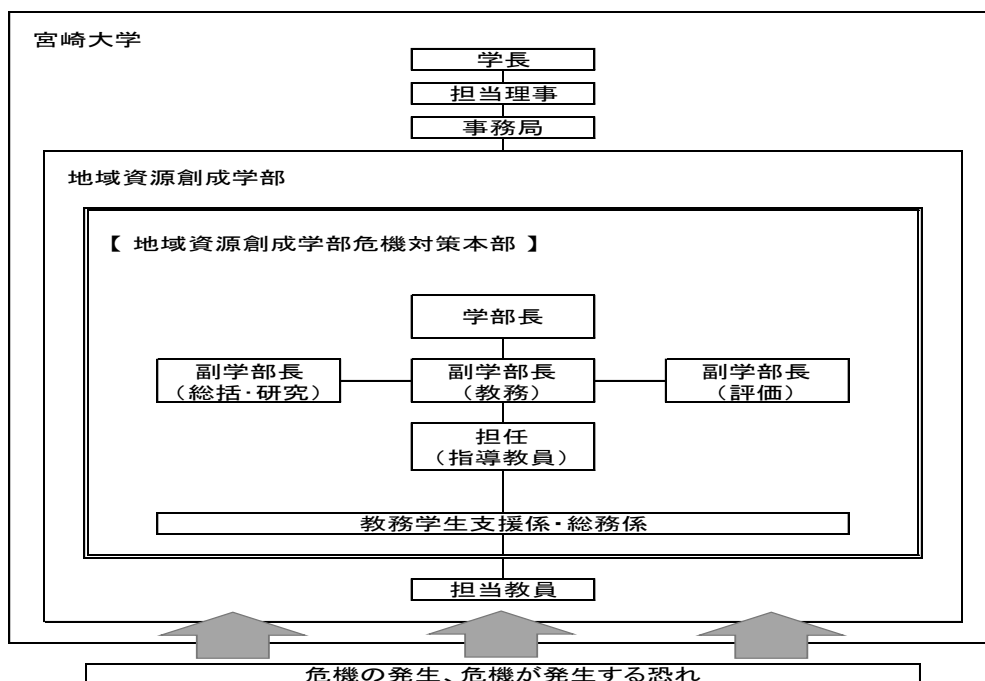 宮崎大学
学長
担当理事
事務局
地域資源創成学部
【 地域資源創成学部危機対策本部 】
学部長
副学部長
(総括・研究)
副学部長
(教務)
副学部長
(評価)
担任
(指導教員)
教務学生支援係・総務係
担当教員
危機の発生、危機が発生する恐れ